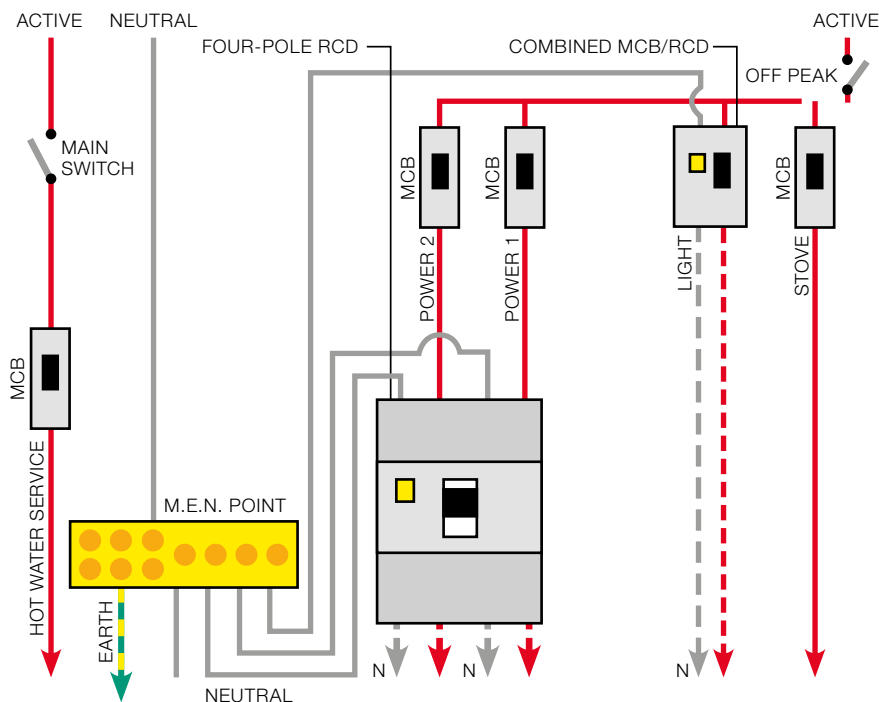 ACTIVE
NEUTRAL
FOUR-POLE RCD
COMBINED MCB/RCD
ACTIVE
OFF PEAK
MAIN
SWITCH
MCB
MCB
MCB
MCB
POWER 2
POWER 1
LIGHT
STOVE
MCB
HOT WATER SERVICE
M.E.N. POINT
EARTH
NEUTRAL
N
N
N